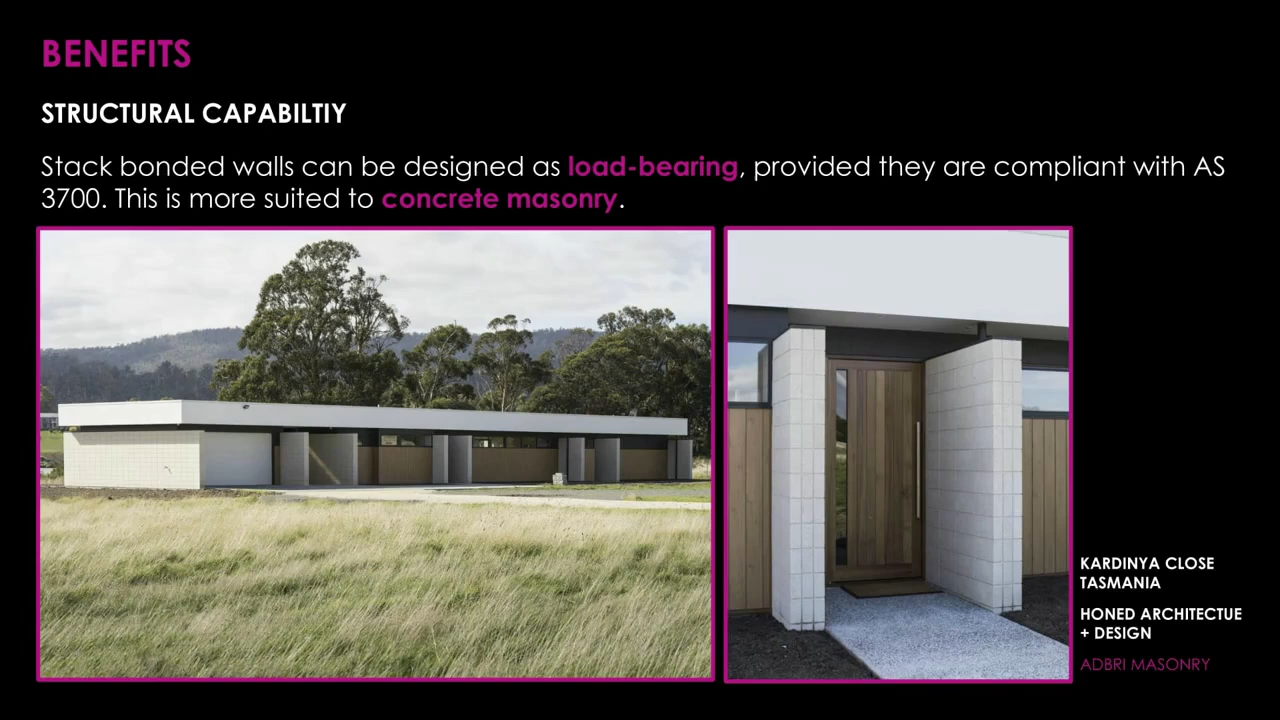 BENEFITS
STRUCTURAL CAPABILTIY
Stack bonded walls can be designed as load-bearing, provided they are compliant with AS
3700. This is more suited to concrete masonry.
KARDINYA CLOSE
TASMANIA
HONED ARCHITECTUE
+ DESIGN
ADBRI MASONRY